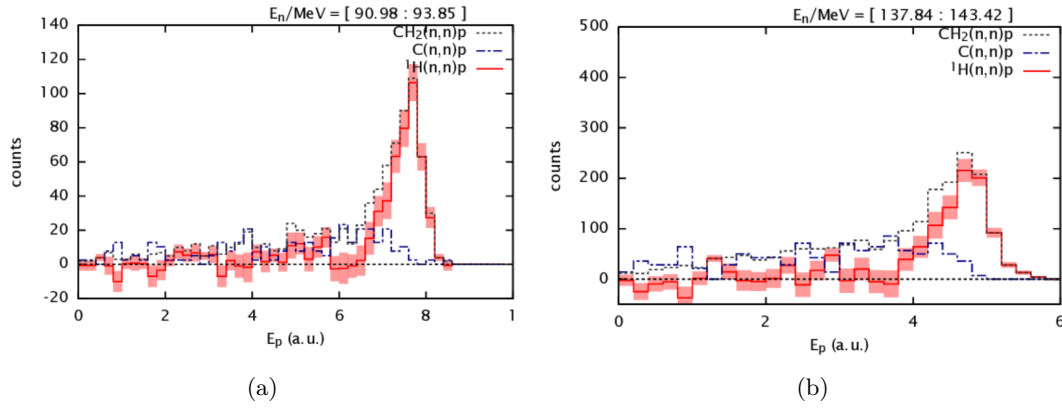 E_n/MeV = [ 90.98 : 93.85 ]
CH_2(n,n)p
C(n,n)p
^1H(n,n)p
140
120
100
80
60
40
20
0
-20
counts
0 2 4 6 8 1
E_p (a.u.)
(a)
E_n/MeV = [ 137.84 : 143.42 ]
CH_2(n,n)p
C(n,n)p
^1H(n,n)p
500
400
300
200
100
0
counts
0 2 4 6
E_p (a.u.)
(b)